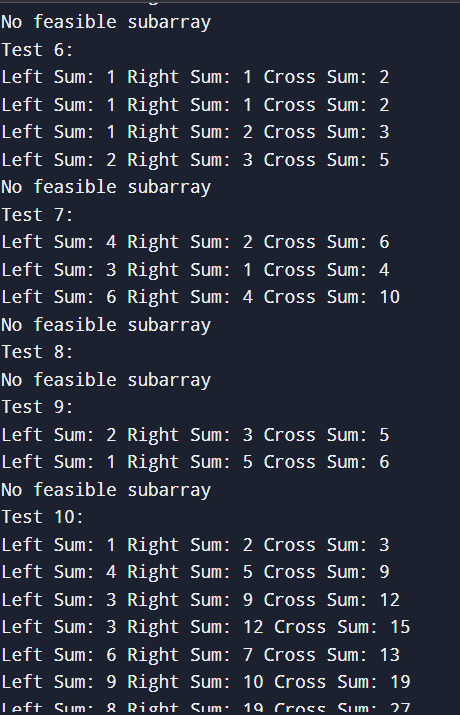 No feasible subarray
Test 6:
Left Sum: 1 Right Sum: 1 Cross Sum: 2
Left Sum: 1 Right Sum: 1 Cross Sum: 2
Left Sum: 1 Right Sum: 2 Cross Sum: 3
Left Sum: 2 Right Sum: 3 Cross Sum: 5
No feasible subarray
Test 7:
Left Sum: 4 Right Sum: 2 Cross Sum: 6
Left Sum: 3 Right Sum: 1 Cross Sum: 4
Left Sum: 6 Right Sum: 4 Cross Sum: 10
No feasible subarray
Test 8:
No feasible subarray
Test 9:
Left Sum: 2 Right Sum: 3 Cross Sum: 5
Left Sum: 1 Right Sum: 5 Cross Sum: 6
No feasible subarray
Test 10:
Left Sum: 1 Right Sum: 2 Cross Sum: 3
Left Sum: 4 Right Sum: 5 Cross Sum: 9
Left Sum: 3 Right Sum: 9 Cross Sum: 12
Left Sum: 3 Right Sum: 12 Cross Sum: 15
Left Sum: 6 Right Sum: 7 Cross Sum: 13
Left Sum: 9 Right Sum: 10 Cross Sum: 19
Left Sum: 8 Right Sum: 19 Cross Sum: 27